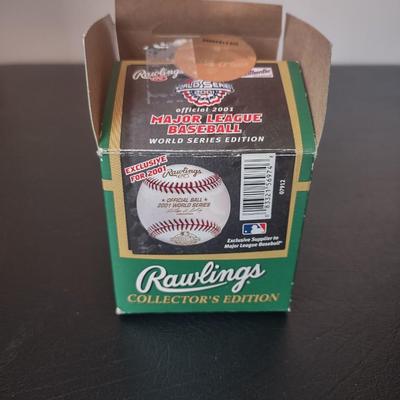 Rawlings
WORLD SERIES
2001
official 2001
MAJOR LEAGUE
BASEBALL
WORLD SERIES EDITION
EXCLUSIVE
FOR 2001
Rawlings
OFFICIAL BALL
2001 WORLD SERIES
07912
Exclusive Supplier to
Major League Baseball®
Rawlings
COLLECTOR'S EDITION